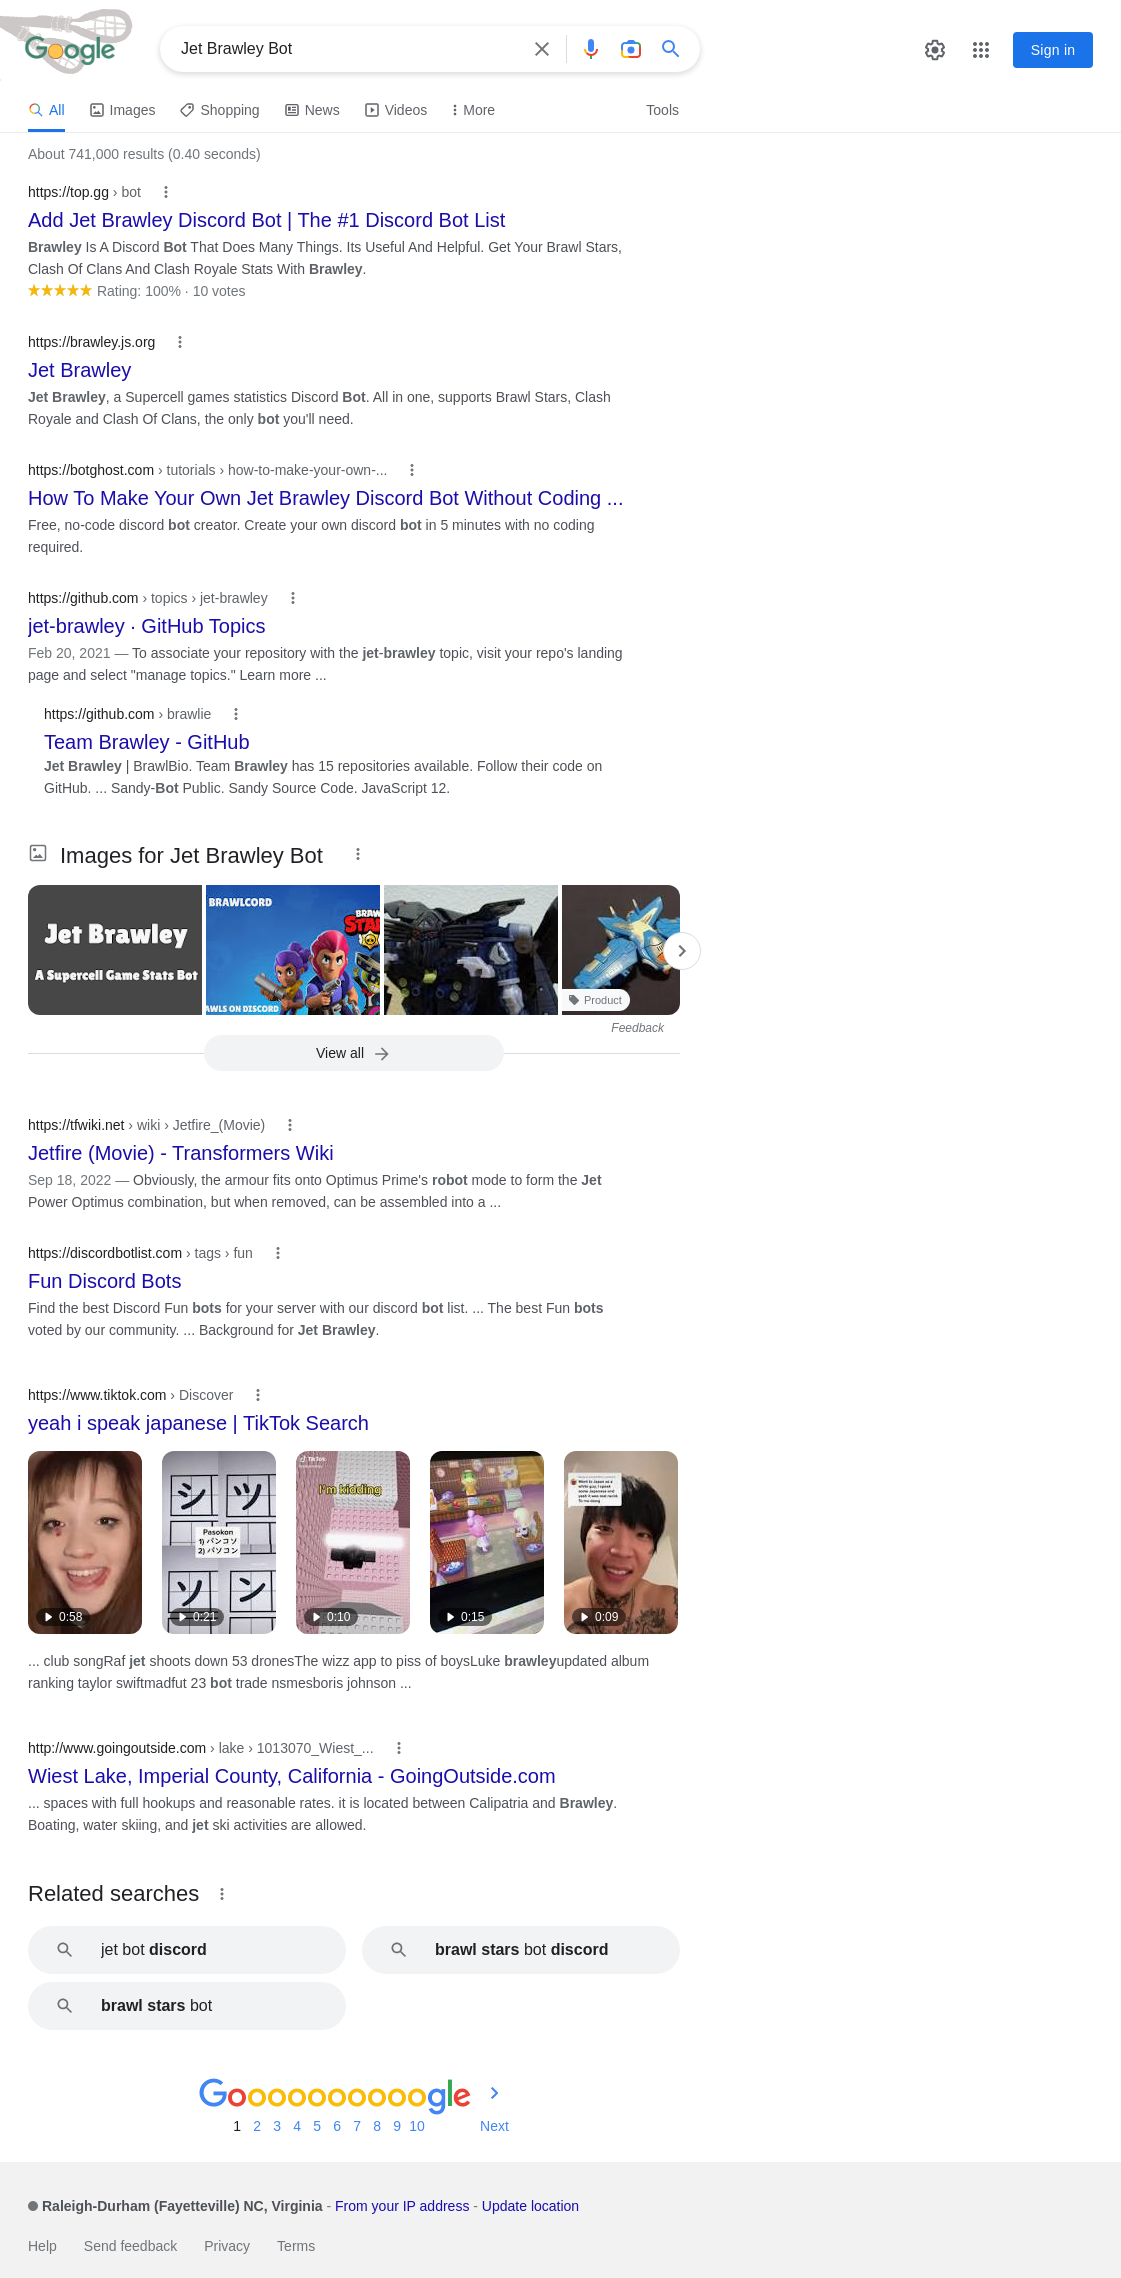 Google
Jet Brawley Bot
Sign in
All Images Shopping News Videos More Tools
About 741,000 results (0.40 seconds)
https://top.gg › bot
Add Jet Brawley Discord Bot | The #1 Discord Bot List
Brawley Is A Discord Bot That Does Many Things. Its Useful And Helpful. Get Your Brawl Stars,
Clash Of Clans And Clash Royale Stats With Brawley.
Rating: 100% · 10 votes
https://brawley.js.org
Jet Brawley
Jet Brawley, a Supercell games statistics Discord Bot. All in one, supports Brawl Stars, Clash
Royale and Clash Of Clans, the only bot you'll need.
https://botghost.com › tutorials › how-to-make-your-own-...
How To Make Your Own Jet Brawley Discord Bot Without Coding ...
Free, no-code discord bot creator. Create your own discord bot in 5 minutes with no coding
required.
https://github.com › topics › jet-brawley
jet-brawley · GitHub Topics
Feb 20, 2021 — To associate your repository with the jet-brawley topic, visit your repo's landing
page and select "manage topics." Learn more ...
https://github.com › brawlie
Team Brawley - GitHub
Jet Brawley | BrawlBio. Team Brawley has 15 repositories available. Follow their code on
GitHub. ... Sandy-Bot Public. Sandy Source Code. JavaScript 12.
Images for Jet Brawley Bot
Jet Brawley
A Supercell Game Stats Bot
BRAWLCORD
BRAW
STA
AWLS ON DISCORD
Product
Feedback
View all
https://tfwiki.net › wiki › Jetfire_(Movie)
Jetfire (Movie) - Transformers Wiki
Sep 18, 2022 — Obviously, the armour fits onto Optimus Prime's robot mode to form the Jet
Power Optimus combination, but when removed, can be assembled into a ...
https://discordbotlist.com › tags › fun
Fun Discord Bots
Find the best Discord Fun bots for your server with our discord bot list. ... The best Fun bots
voted by our community. ... Background for Jet Brawley.
https://www.tiktok.com › Discover
yeah i speak japanese | TikTok Search
シ ツ
Pasokon
1) パンコソ
2) パソコン
ソ ン
TikTok
I'm kidding
0:58 0:21 0:10 0:15 0:09
... club songRaf jet shoots down 53 dronesThe wizz app to piss of boysLuke brawleyupdated album
ranking taylor swiftmadfut 23 bot trade nsmesboris johnson ...
http://www.goingoutside.com › lake › 1013070_Wiest_...
Wiest Lake, Imperial County, California - GoingOutside.com
... spaces with full hookups and reasonable rates. it is located between Calipatria and Brawley.
Boating, water skiing, and jet ski activities are allowed.
Related searches
jet bot discord
brawl stars bot discord
brawl stars bot
Goooooooooogle
1 2 3 4 5 6 7 8 9 10 Next
Raleigh-Durham (Fayetteville) NC, Virginia - From your IP address - Update location
Help Send feedback Privacy Terms